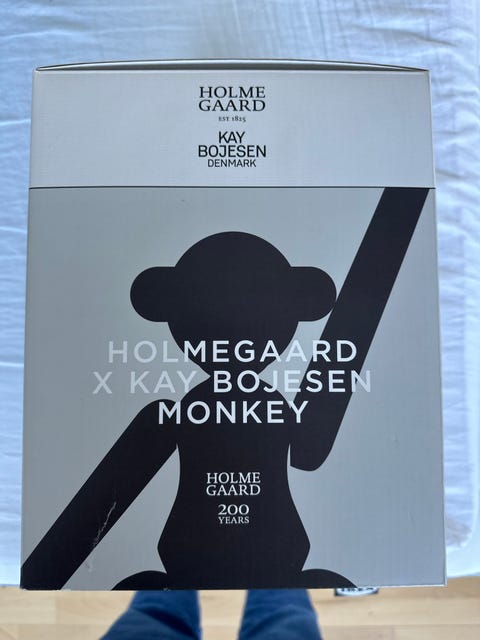 HOLME
GAARD
EST. 1825
KAY
BOJESEN
DENMARK
HOLMEGAARD
X KAY BOJESEN
MONKEY
HOLME
GAARD
200
YEARS